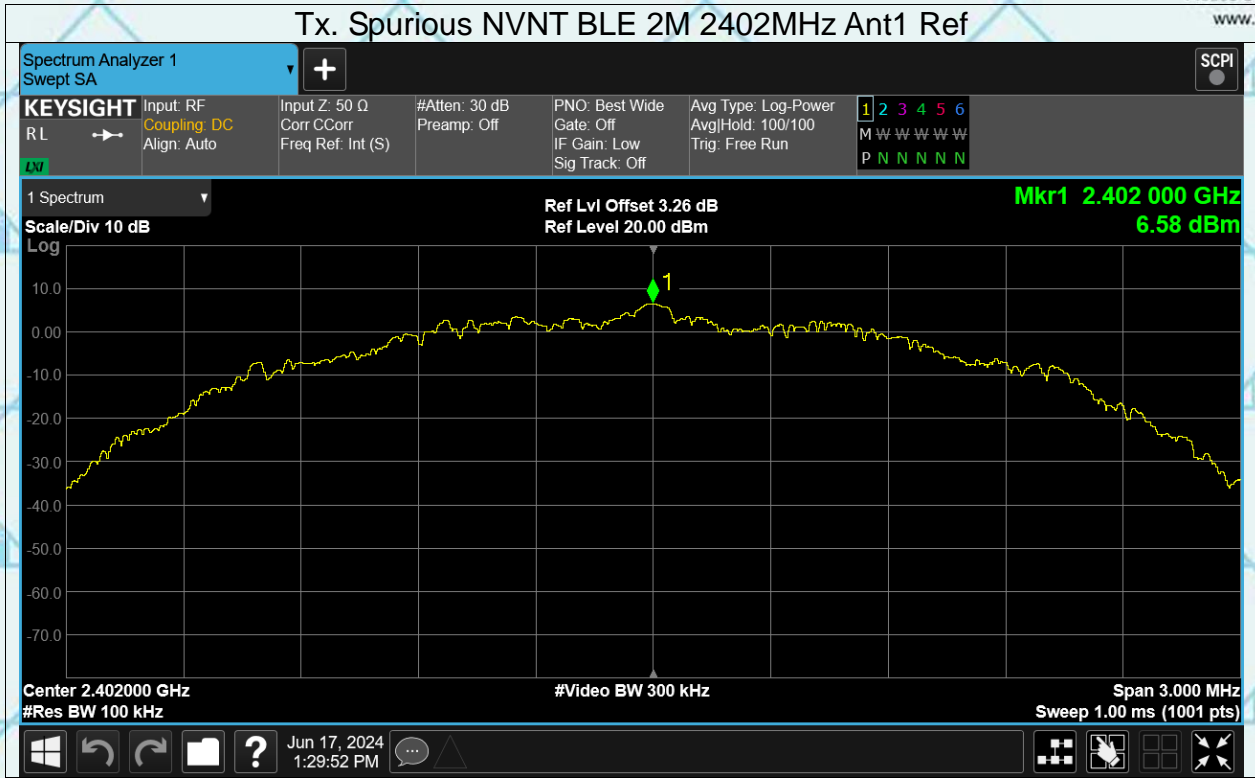 www.
Tx. Spurious NVNT BLE 2M 2402MHz Ant1 Ref
Spectrum Analyzer 1
Swept SA
+
SCPI
KEYSIGHT
R L
LXI
Input: RF
Coupling: DC
Align: Auto
Input Z: 50 Ω
Corr CCorr
Freq Ref: Int (S)
#Atten: 30 dB
Preamp: Off
PNO: Best Wide
Gate: Off
IF Gain: Low
Sig Track: Off
Avg Type: Log-Power
Avg|Hold: 100/100
Trig: Free Run
1 2 3 4 5 6
M W W W W W W
P N N N N N
1 Spectrum
Scale/Div 10 dB
Ref Lvl Offset 3.26 dB
Ref Level 20.00 dBm
Mkr1 2.402 000 GHz
6.58 dBm
Log
1
10.0
0.00
-10.0
-20.0
-30.0
-40.0
-50.0
-60.0
-70.0
Center 2.402000 GHz
#Res BW 100 kHz
#Video BW 300 kHz
Span 3.000 MHz
Sweep 1.00 ms (1001 pts)
?
Jun 17, 2024
1:29:52 PM